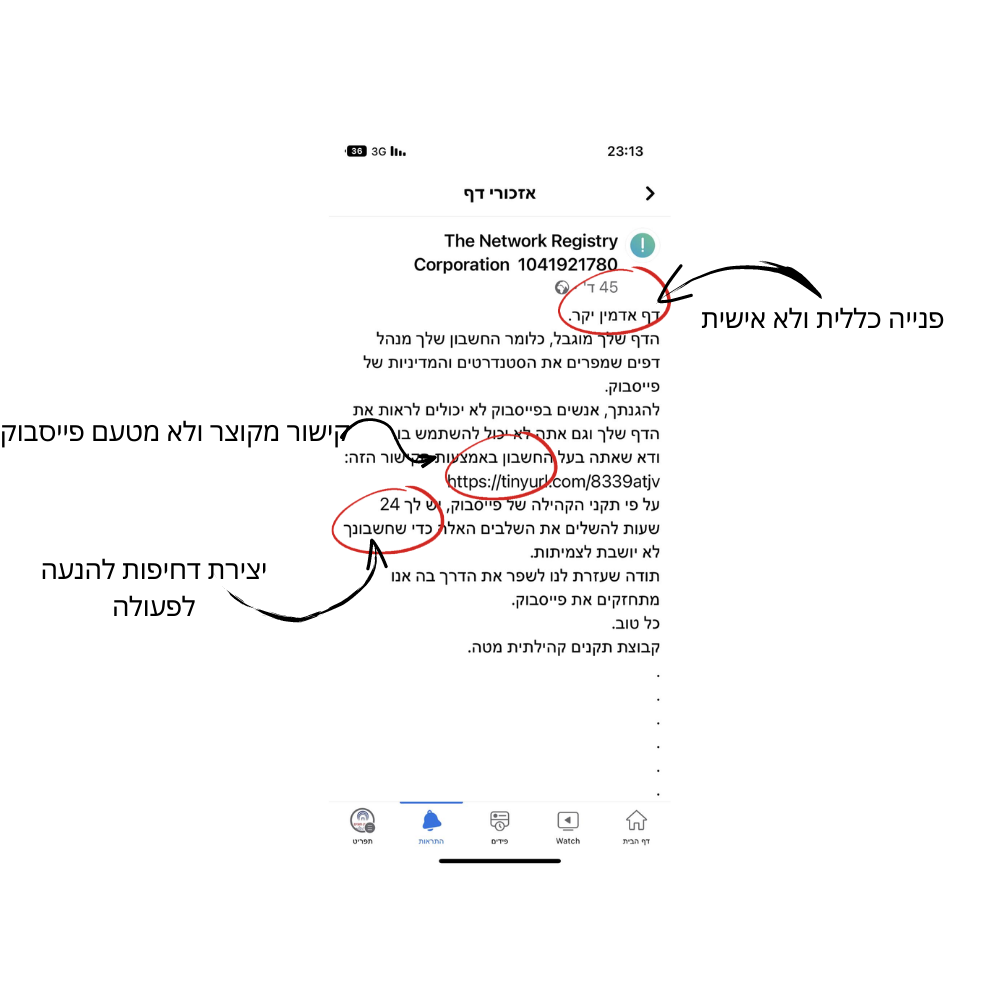 23:13
3G
36
אזכורי דף
The Network Registry
Corporation 1041921780
45 ד'
דף אדמין יקר.
הדף שלך מוגבל, כלומר החשבון שלך מנהל
דפים שמפרים את הסטנדרטים והמדיניות של
פייסבוק.
להגנתך, אנשים בפייסבוק לא יכולים לראות את
הדף שלך וגם אתה לא יכול להשתמש בו
ודא שאתה בעל החשבון באמצעות הקישור הזה:
https://tinyurl.com/8339atjv
על פי תקני הקהילה של פייסבוק, יש לך 24
שעות להשלים את השלבים האלה כדי שחשבונך
לא יושבת לצמיתות.
תודה שעזרת לנו לשפר את הדרך בה אנו
מתחזקים את פייסבוק.
כל טוב.
קבוצת תקנים קהילתית מטה.
.
.
.
.
.
.
פנייה כללית ולא אישית
קישור מקוצר ולא מטעם פייסבוק
יצירת דחיפות להנעה
לפעולה
דף הבית
Watch
פידים
התראות
תפריט